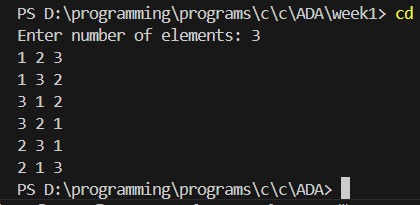 PS D:\programming\programs\c\c\ADA\week1> cd
Enter number of elements: 3
1 2 3
1 3 2
3 1 2
3 2 1
2 3 1
2 1 3
PS D:\programming\programs\c\c\ADA>